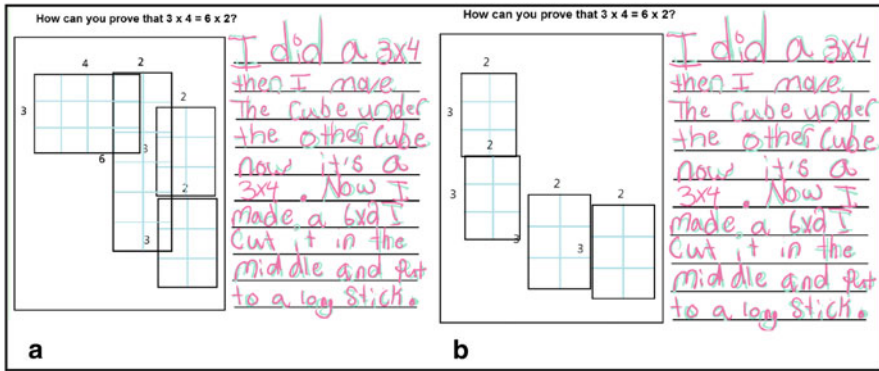 How can you prove that 3 x 4 = 6 x 2?
4
2
3
2
6
3
2
3
I did a 3x4
then I move
The cube under
the other cube
now it's a
3x4. Now I
made a 6xd I
Cut it in the
middle and put
to a long Stick.
a
How can you prove that 3 x 4 = 6 x 2?
2
3
2
3
2
2
3
3
I did a 3x4
then I move
The cube under
the other cube
now it's a
3x4. Now I
made a 6xd I
Cut it in the
middle and put
to a long Stick.
b